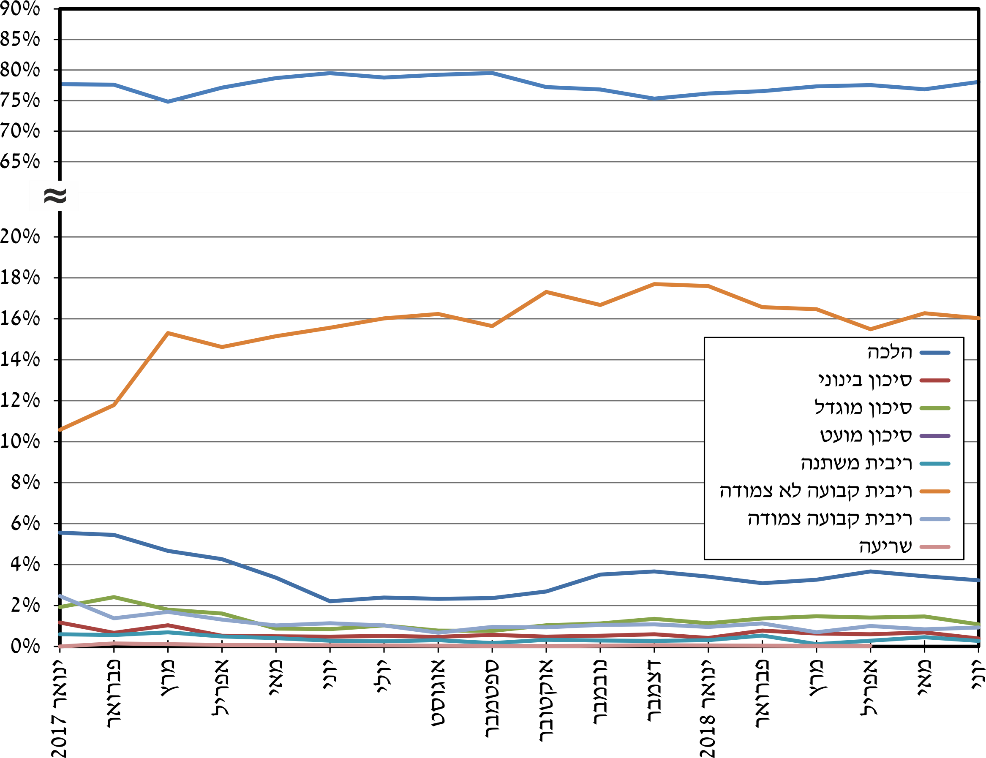 90%
85%
80%
75%
70%
65%
≈
20%
18%
16%
14%
12%
10%
8%
6%
4%
2%
0%
הלכה
סיכון בינוני
סיכון מוגדל
סיכון מועט
ריבית משתנה
ריבית קבועה לא צמודה
ריבית קבועה צמודה
שריעה
ינואר 2017
פברואר
מרץ
אפריל
מאי
יוני
יולי
אוגוסט
ספטמבר
אוקטובר
נובמבר
דצמבר
ינואר 2018
פברואר
מרץ
אפריל
מאי
יוני